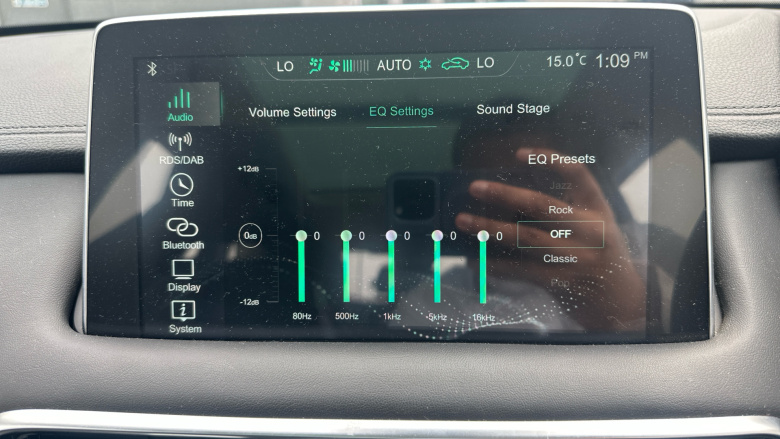 LO AUTO LO 15.0°C 1:09 PM
Audio
RDS/DAB
Time
Bluetooth
Display
System
Volume Settings EQ Settings Sound Stage
EQ Presets
Jazz
Rock
OFF
Classic
Pop
+12dB
0dB
-12dB
0 0 0 0 0
80Hz 500Hz 1kHz 5kHz 16kHz